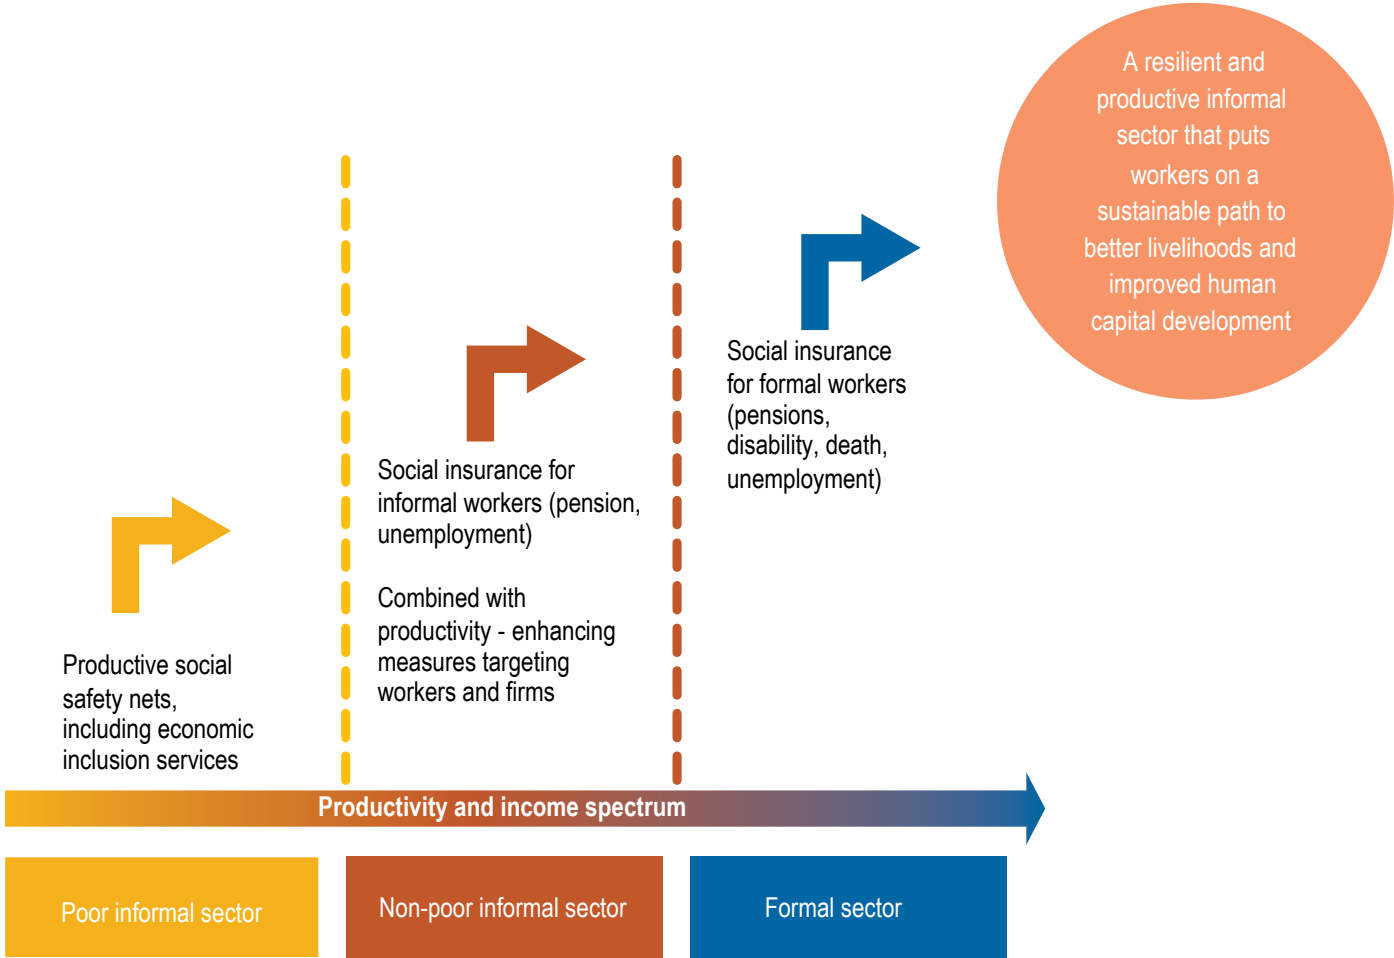 A resilient and
productive informal
sector that puts
workers on a
sustainable path to
better livelihoods and
improved human
capital development
Social insurance
for formal workers
(pensions,
disability, death,
unemployment)
Social insurance for
informal workers (pension,
unemployment)
Combined with
productivity - enhancing
measures targeting
workers and firms
Productive social
safety nets,
including economic
inclusion services
Productivity and income spectrum
Poor informal sector
Non-poor informal sector
Formal sector